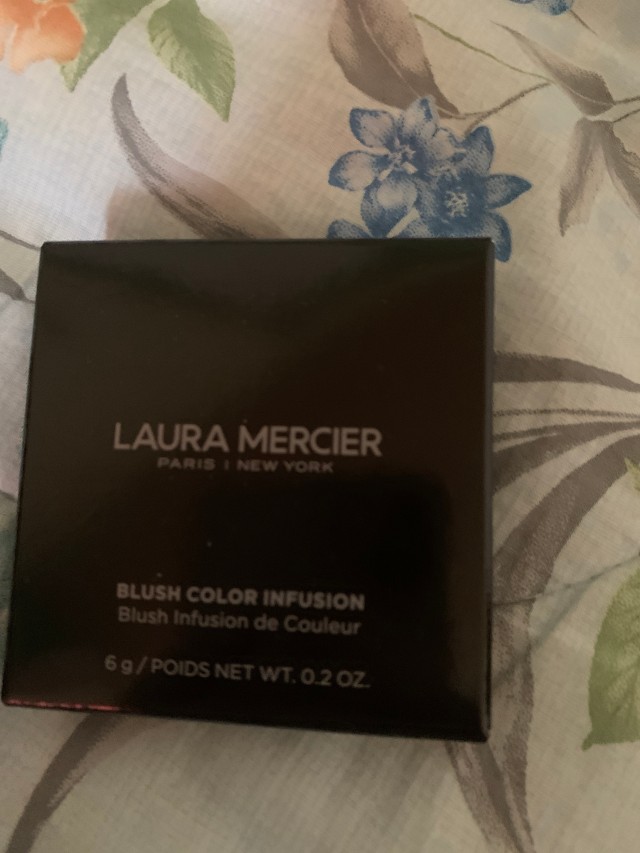 LAURA MERCIER
PARIS | NEW YORK
BLUSH COLOR INFUSION
Blush Infusion de Couleur
6 g / POIDS NET WT. 0.2 OZ.